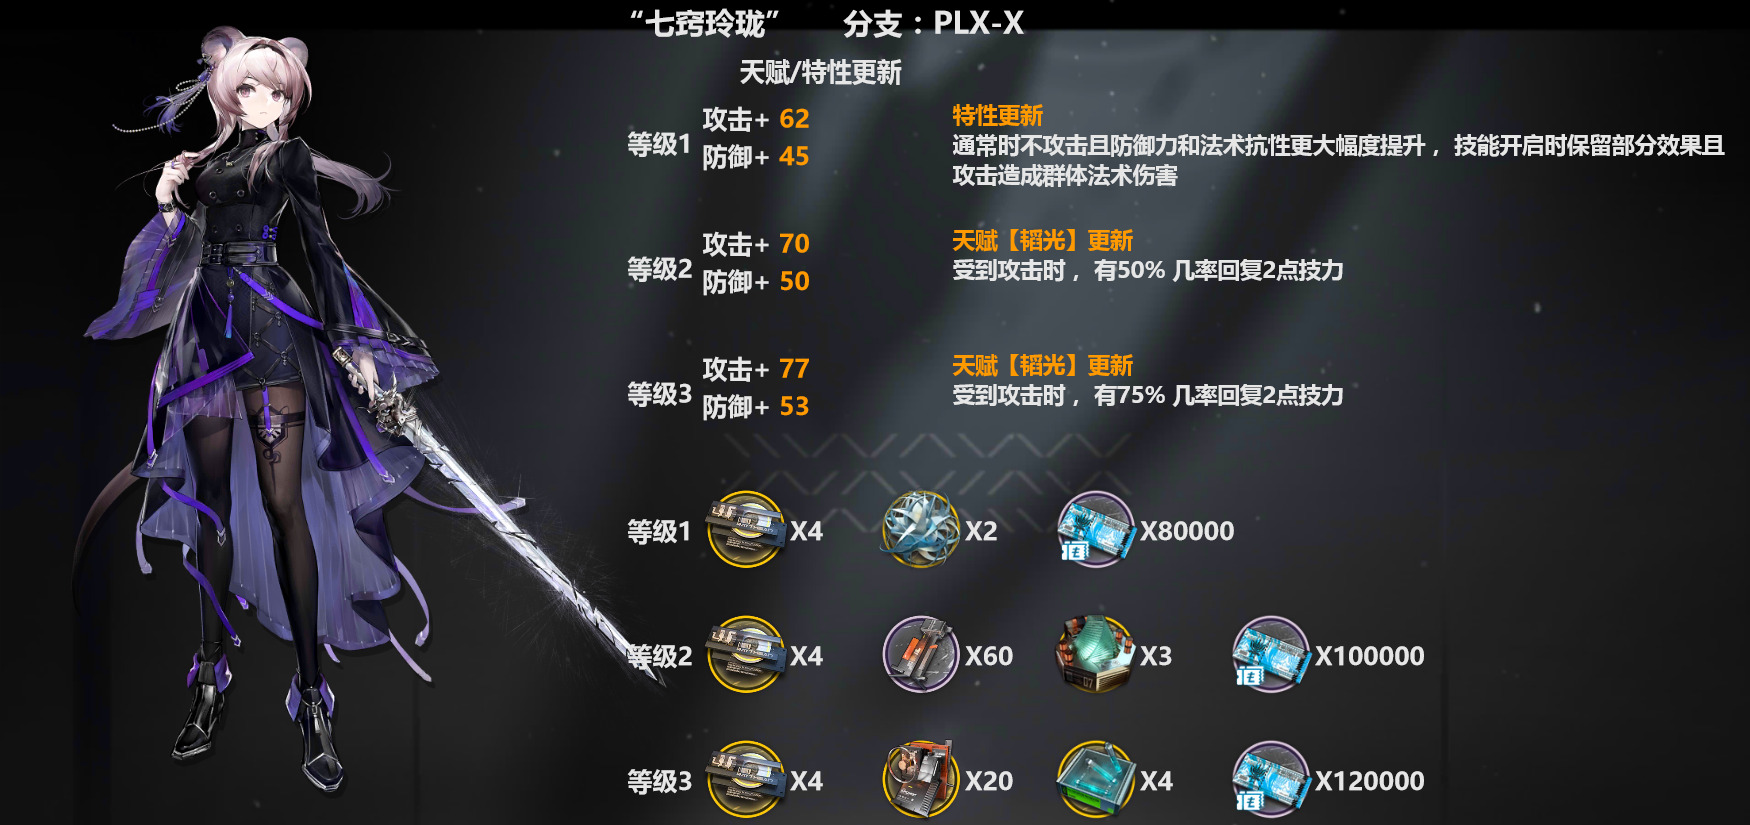 “七窍玲珑” 分支：PLX-X
天赋/特性更新
等级1 攻击+ 62
防御+ 45
特性更新
通常时不攻击且防御力和法术抗性更大幅度提升，技能开启时保留部分效果且
攻击造成群体法术伤害
等级2 攻击+ 70
防御+ 50
天赋【韬光】更新
受到攻击时，有50% 几率回复2点技力
等级3 攻击+ 77
防御+ 53
天赋【韬光】更新
受到攻击时，有75% 几率回复2点技力
等级1 X4 X2 X80000
等级2 X4 X60 X3 X100000
等级3 X4 X20 X4 X120000